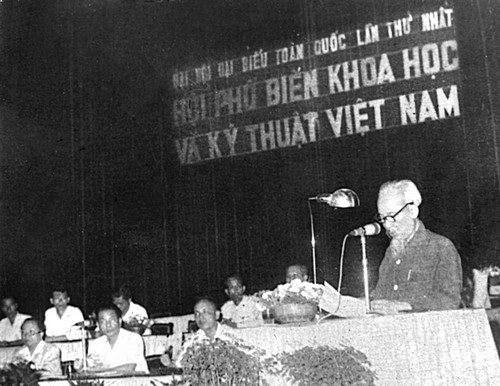 ĐẠI HỘI ĐẠI BIỂU TOÀN QUỐC LẦN THỨ NHẤT
HỘI PHỔ BIẾN KHOA HỌC
VÀ KỸ THUẬT VIỆT NAM